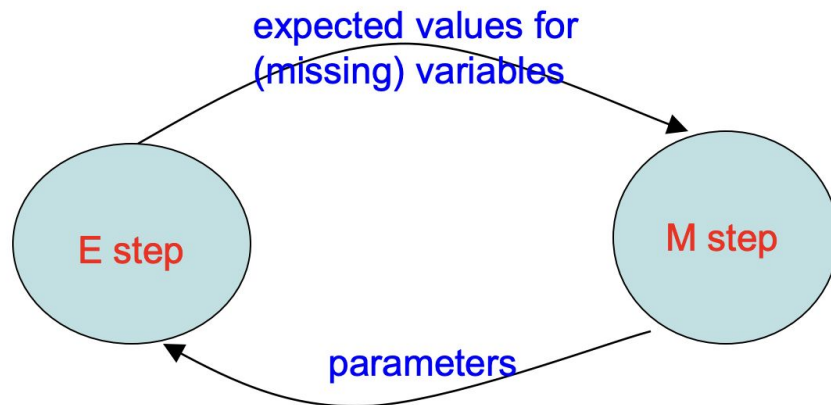 expected values for
(missing) variables
E step
M step
parameters